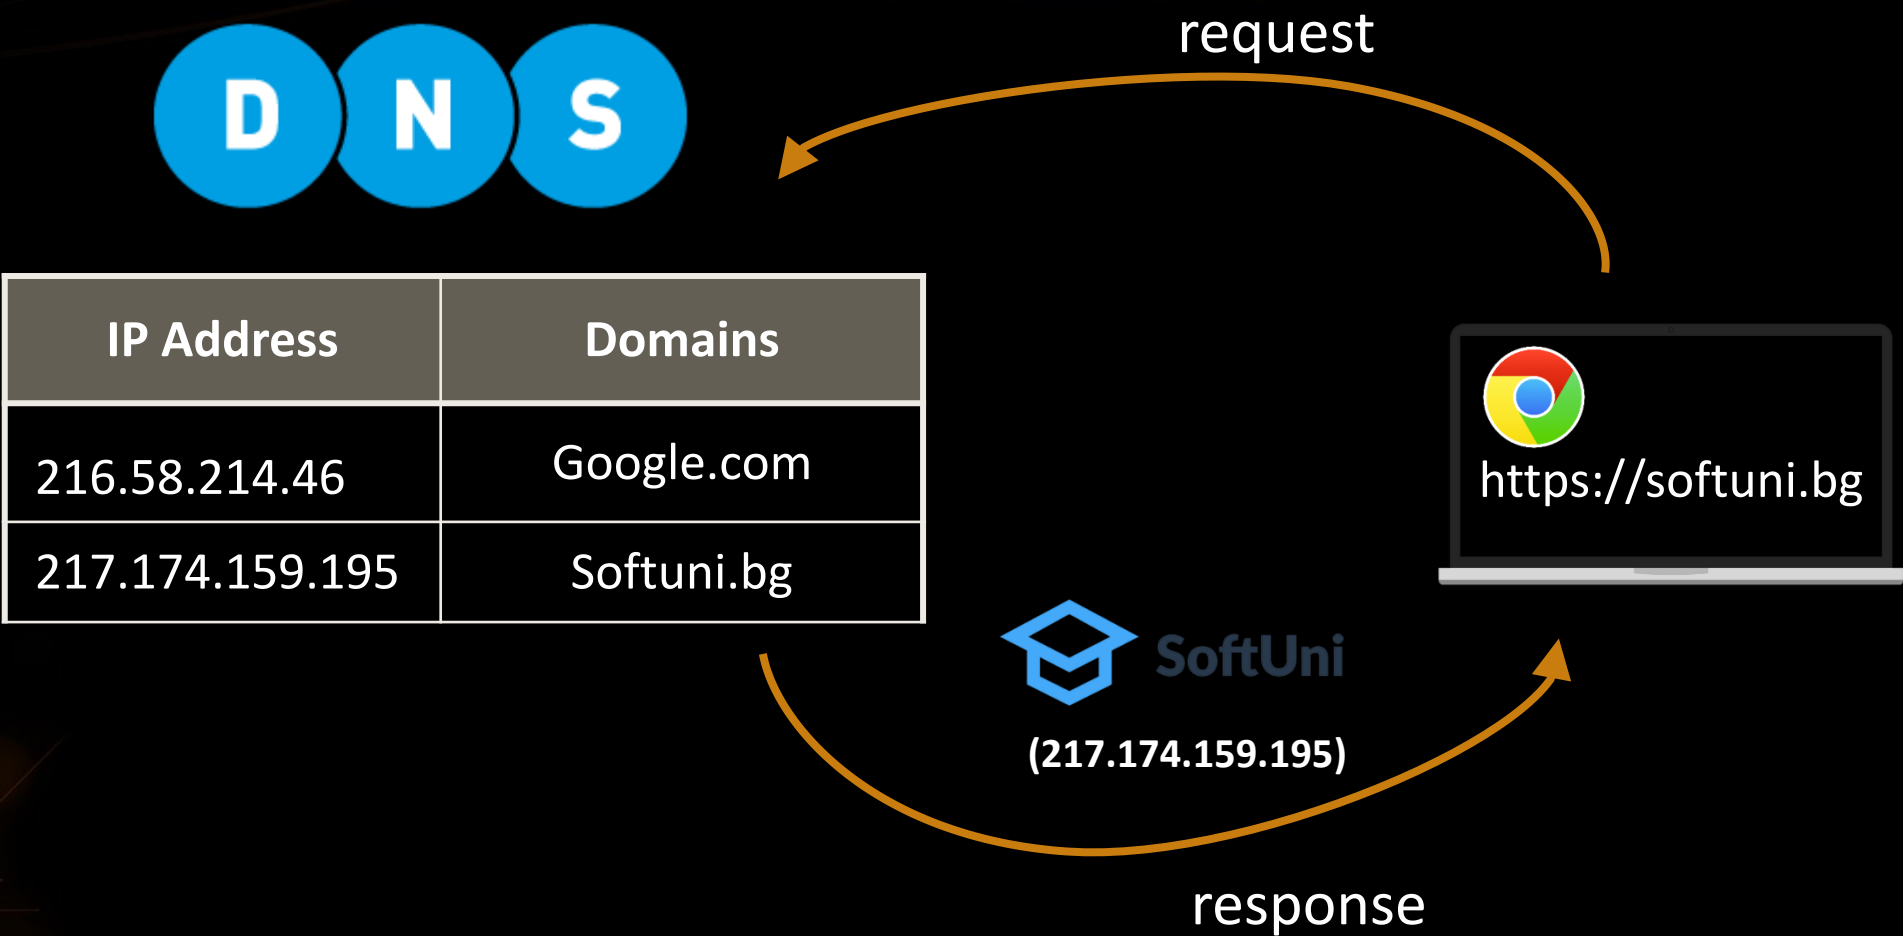 request
D N S
IP Address Domains
216.58.214.46 Google.com
217.174.159.195 Softuni.bg
https://softuni.bg
SoftUni
(217.174.159.195)
response